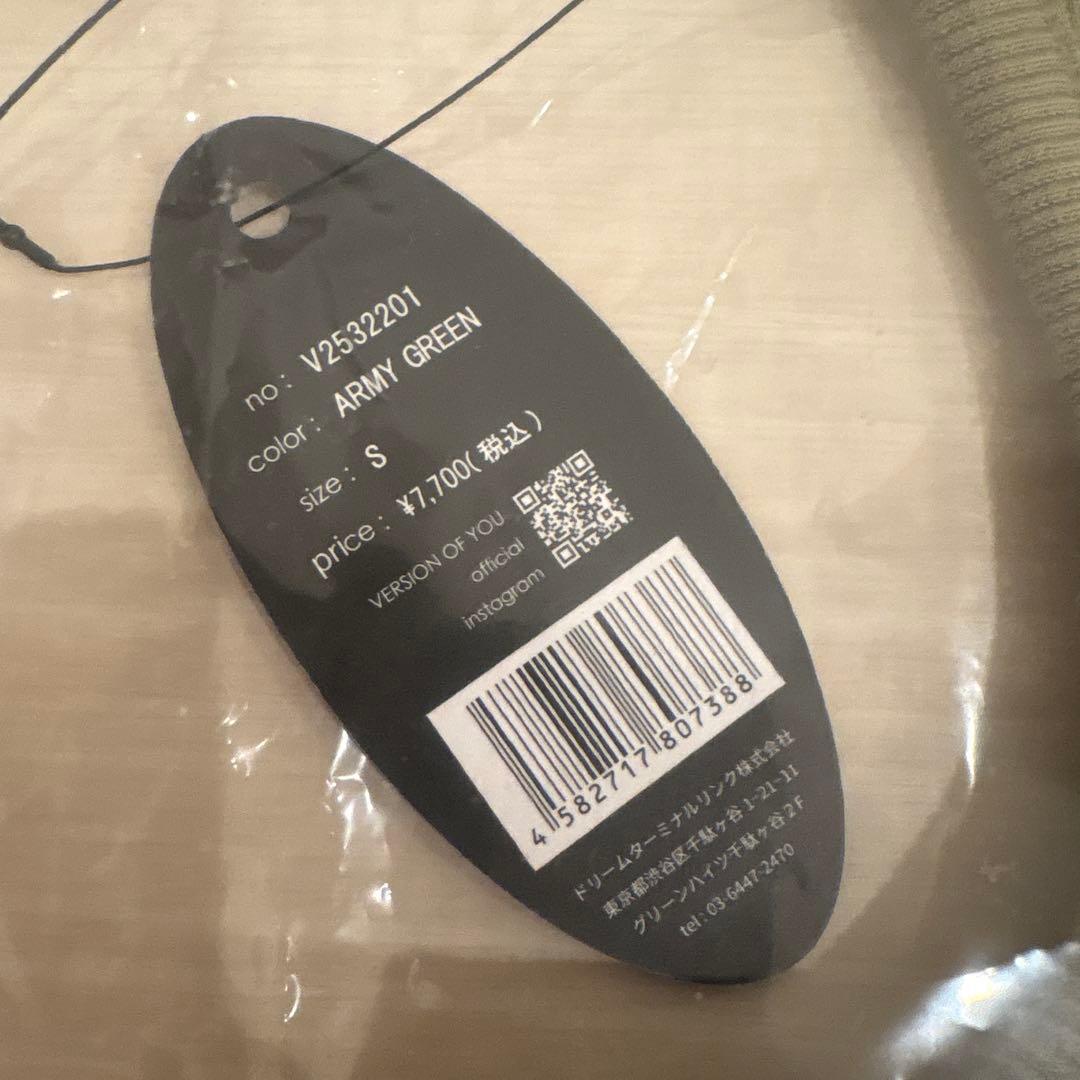 no: V2532201
color: ARMY GREEN
size: S
price: ¥7,700(税込)
VERSION OF YOU
official
instagram
4 582717 807388
ドリームターミナルリンク株式会社
東京都渋谷区千駄ヶ谷1-21-11
グリーンハイツ千駄ヶ谷2F
tel: 03-6447-2470